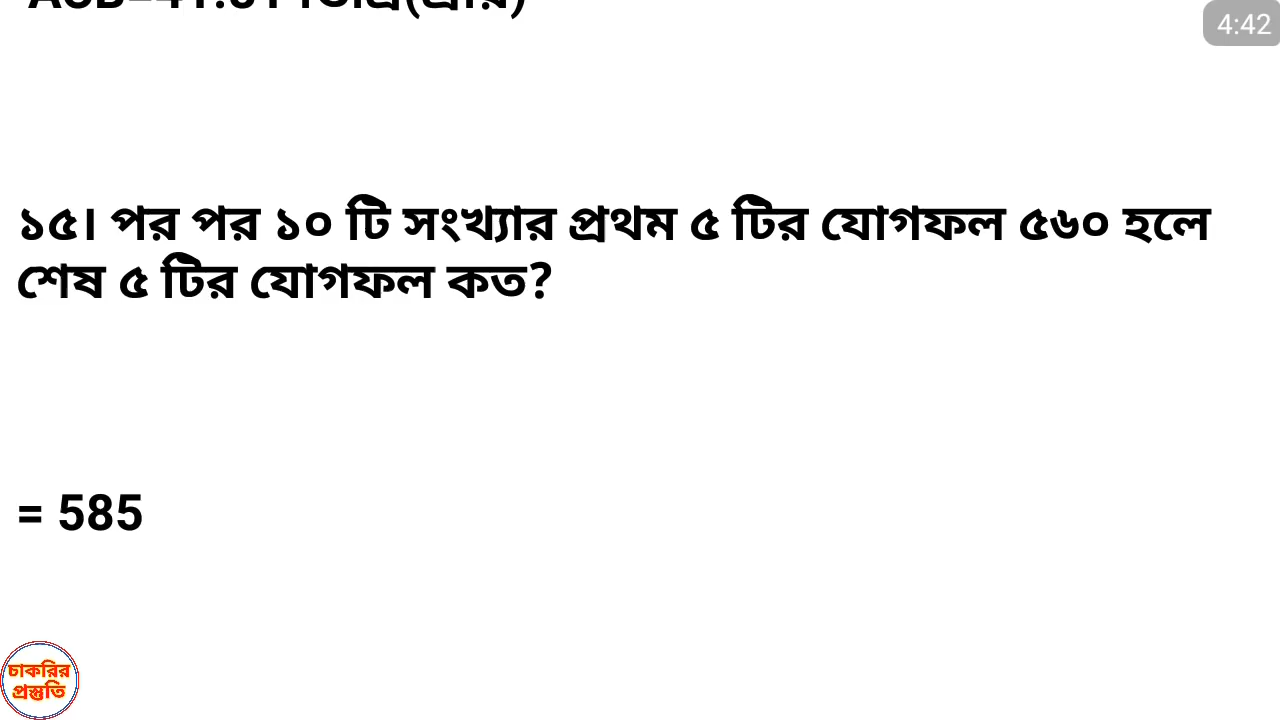 4:42
১৫। পর পর ১০ টি সংখ্যার প্রথম ৫ টির যোগফল ৫৬০ হলে
শেষ ৫ টির যোগফল কত?
= 585
চাকরির
প্রস্তুতি